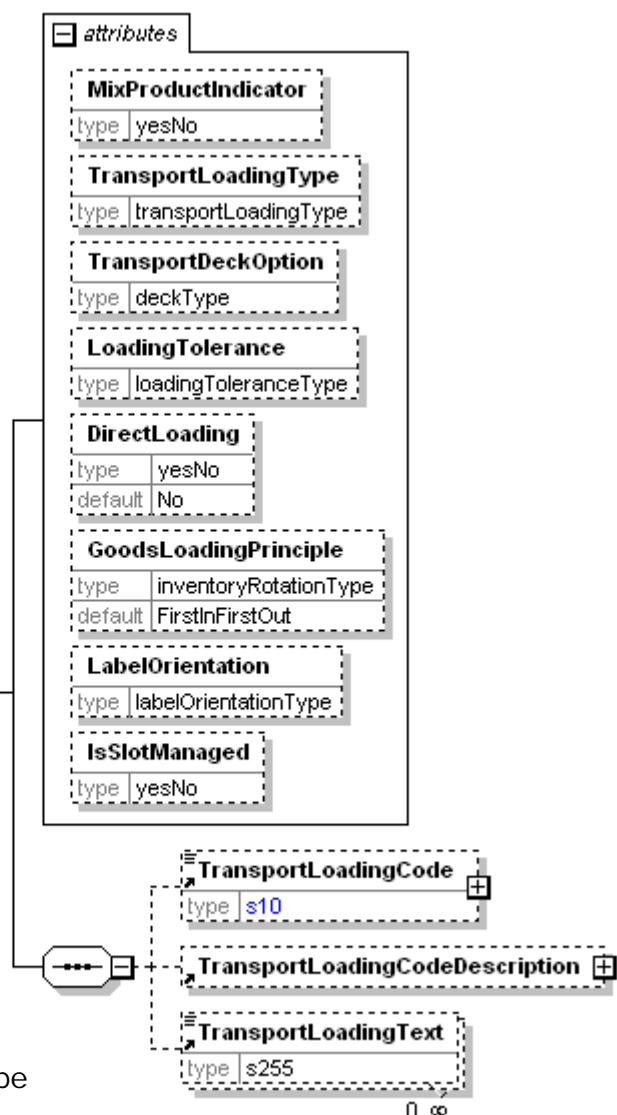 attributes
MixProductIndicator
type yesNo
TransportLoadingType
type transportLoadingType
TransportDeckOption
type deckType
LoadingTolerance
type loadingToleranceType
DirectLoading
type yesNo
default No
GoodsLoadingPrinciple
type inventoryRotationType
default FirstInFirstOut
LabelOrientation
type labelOrientationType
IsSlotManaged
type yesNo
TransportLoadingCode
type s10
TransportLoadingCodeDescription
TransportLoadingText
type s255
pe
0..∞